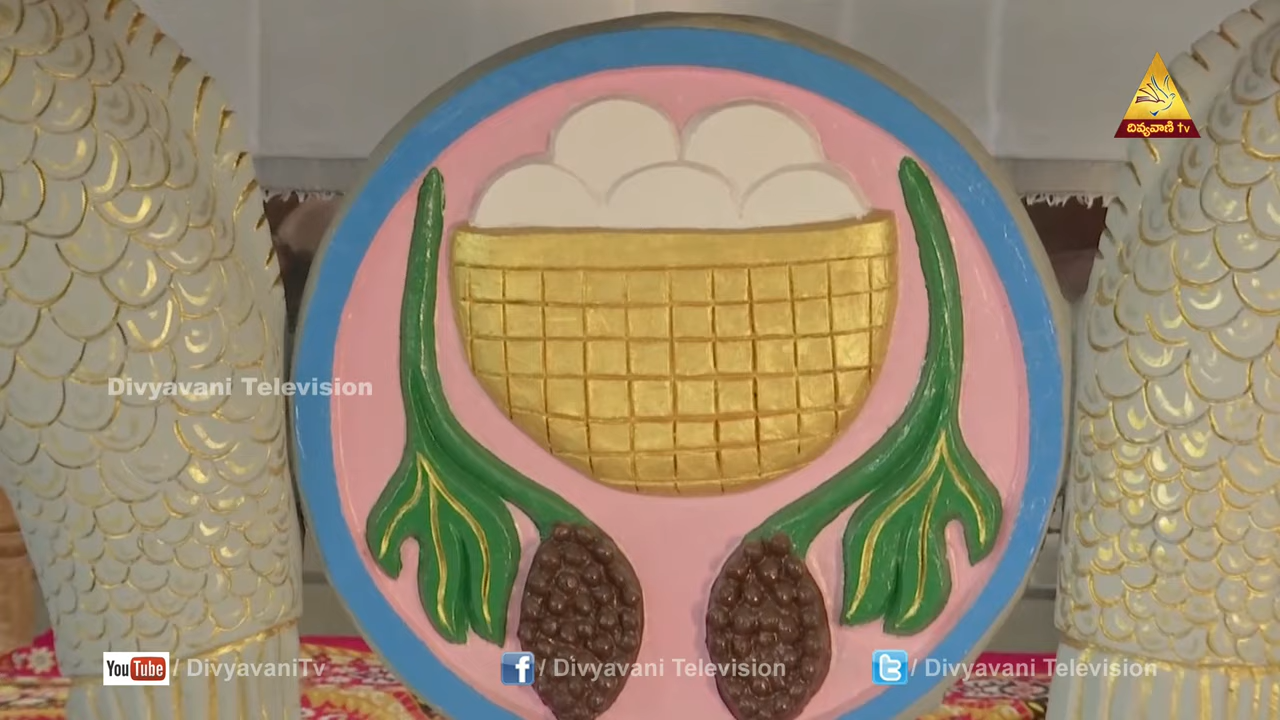 దివ్యవాణి tv
Divyavani Television
YouTube / DivyavaniTv
f / Divyavani Television
/ Divyavani Television